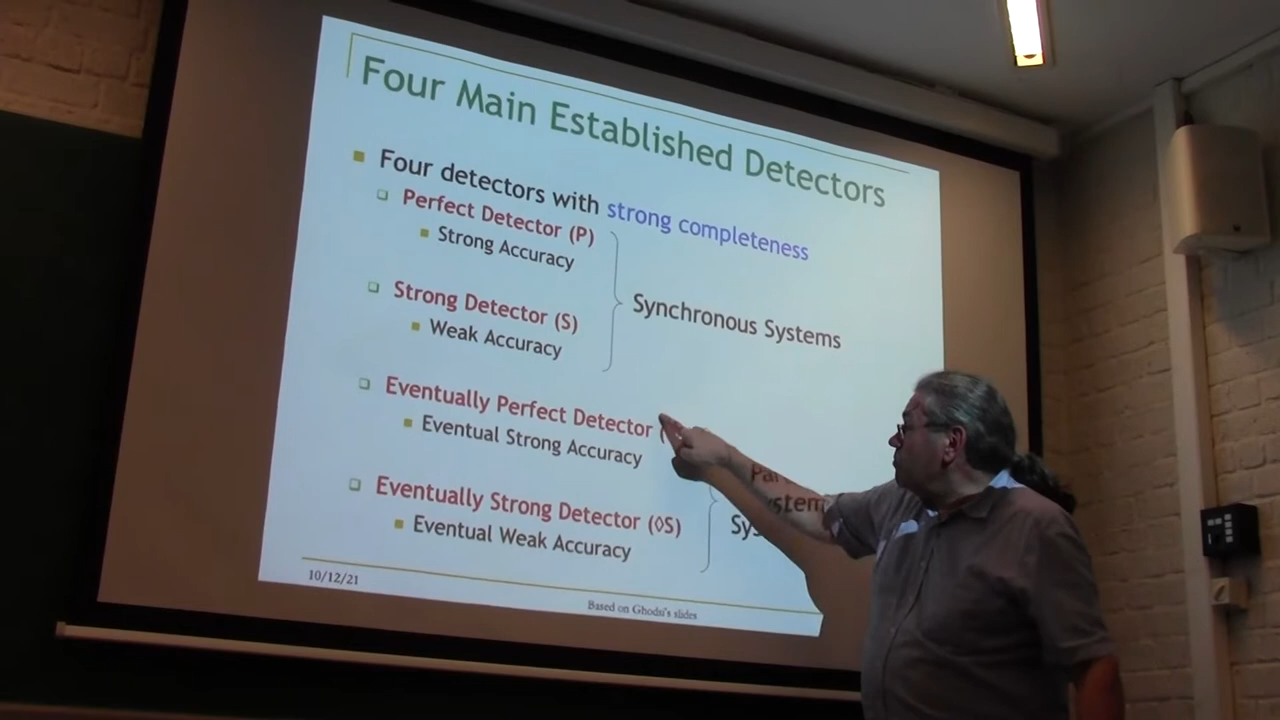 Four Main Established Detectors
Four detectors with strong completeness
Perfect Detector (P)
Strong Accuracy
Synchronous Systems
Strong Detector (S)
Weak Accuracy
Eventually Perfect Detector (
Eventual Strong Accuracy
Eventually Strong Detector (◊S)
Eventual Weak Accuracy
10/12/21
Based on Ghodsi's slides